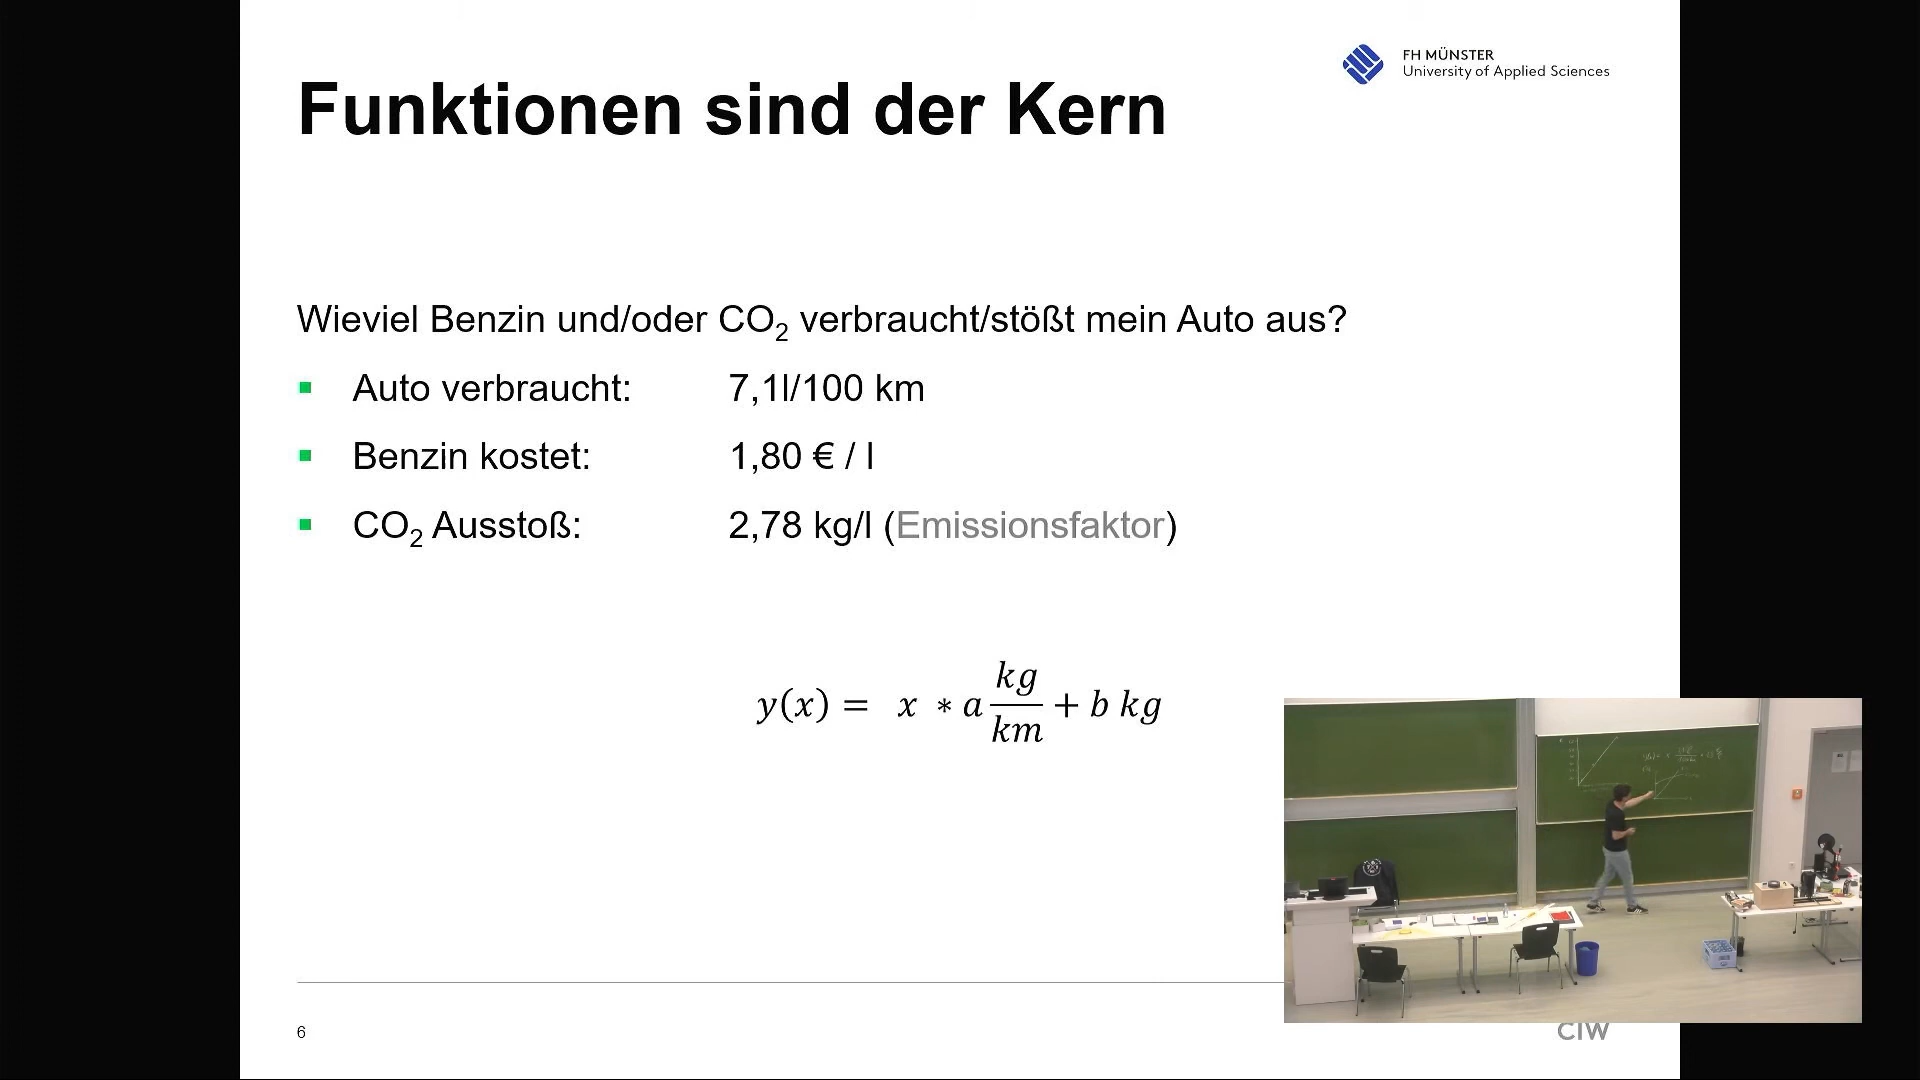 FH MÜNSTER
University of Applied Sciences
Funktionen sind der Kern
Wieviel Benzin und/oder CO₂ verbraucht/stößt mein Auto aus?
▪ Auto verbraucht: 7,1l/100 km
▪ Benzin kostet: 1,80 € / l
▪ CO₂ Ausstoß: 2,78 kg/l (Emissionsfaktor)
y(x) = x * a kg/km + b kg
6
CIW